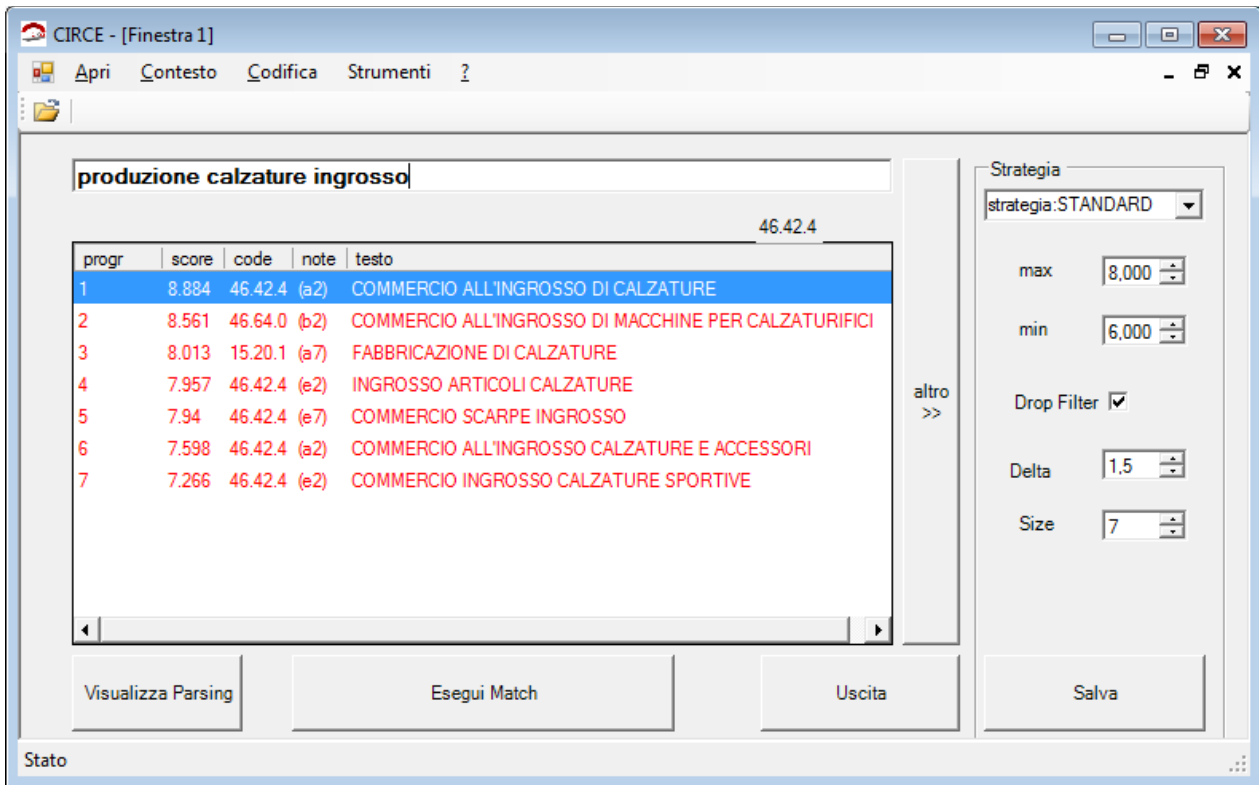 CIRCE - [Finestra 1]
Apri Contesto Codifica Strumenti ?
produzione calzature ingrosso
46.42.4
progr score code note testo
1 8.884 46.42.4 (a2) COMMERCIO ALL'INGROSSO DI CALZATURE
2 8.561 46.64.0 (b2) COMMERCIO ALL'INGROSSO DI MACCHINE PER CALZATURIFICI
3 8.013 15.20.1 (a7) FABBRICAZIONE DI CALZATURE
4 7.957 46.42.4 (e2) INGROSSO ARTICOLI CALZATURE
5 7.94 46.42.4 (e7) COMMERCIO SCARPE INGROSSO
6 7.598 46.42.4 (a2) COMMERCIO ALL'INGROSSO CALZATURE E ACCESSORI
7 7.266 46.42.4 (e2) COMMERCIO INGROSSO CALZATURE SPORTIVE
altro
>>
Strategia
strategia:STANDARD
max 8,000
min 6,000
Drop Filter
Delta 1,5
Size 7
Visualizza Parsing Esegui Match Uscita Salva
Stato